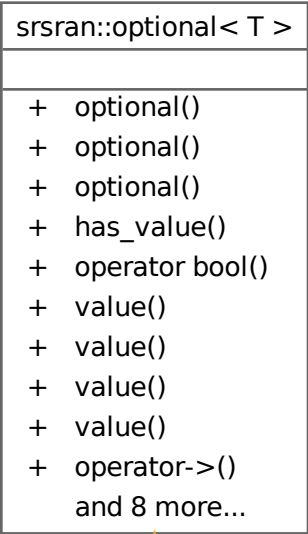 srsran::optional< T >
+ optional()
+ optional()
+ optional()
+ has_value()
+ operator bool()
+ value()
+ value()
+ value()
+ value()
+ operator->()
and 8 more...